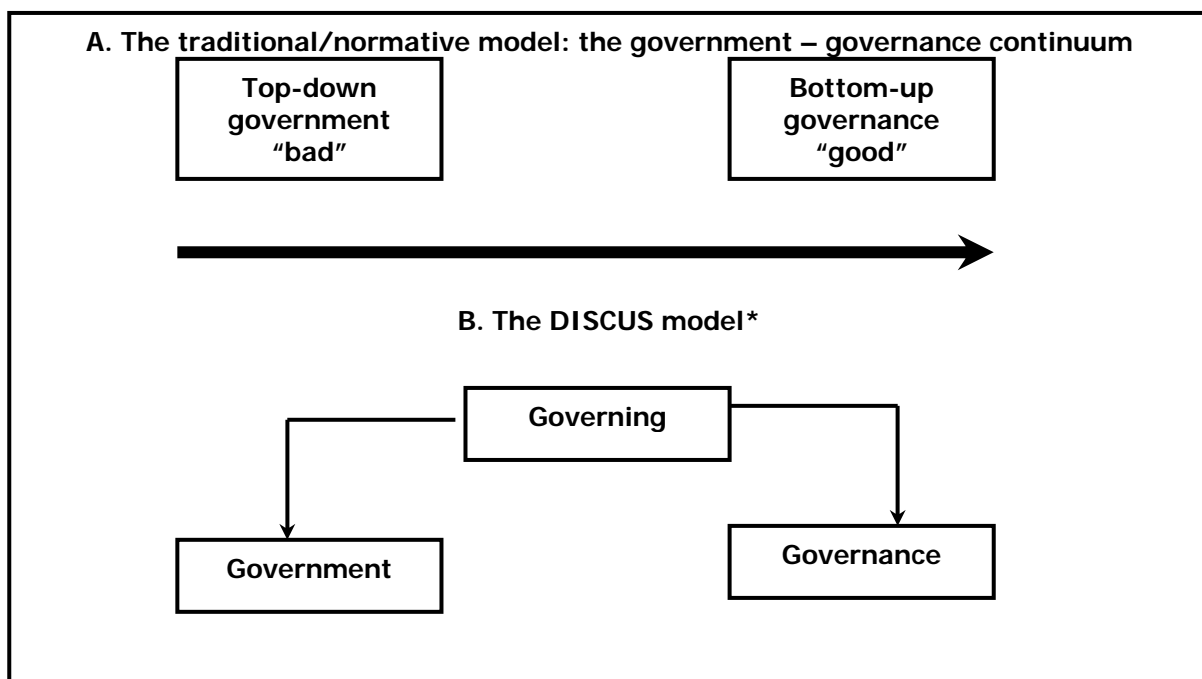 A. The traditional/normative model: the government – governance continuum
Top-down
government
“bad”
Bottom-up
governance
“good”
B. The DISCUS model*
Governing
Government
Governance